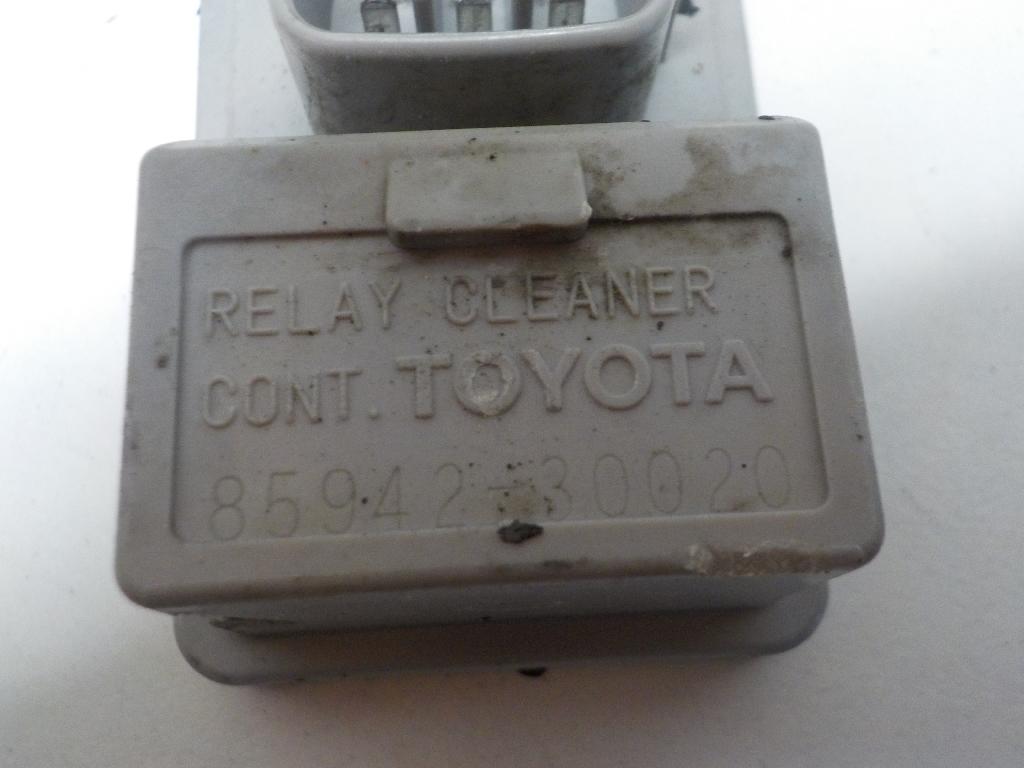 RELAY CLEANER
CONT. TOYOTA
85942-30020